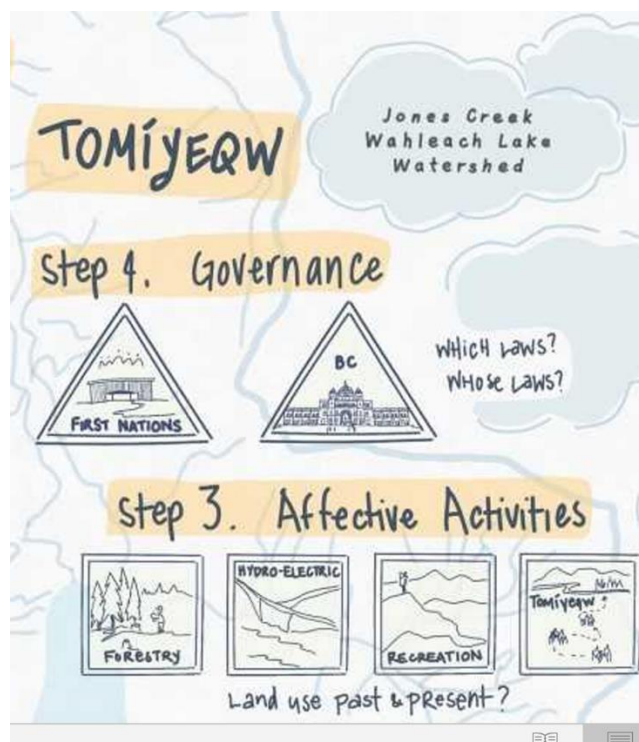 TOMÍYEQW
Jones Creek
Wahleach Lake
Watershed
Step 4. Governance
FIRST NATIONS
BC
WHICH LAWS?
WHOSE LAWS?
Step 3. Affective Activities
FORESTRY
HYDRO-ELECTRIC
RECREATION
Tomiyeqw
Land use past & present?